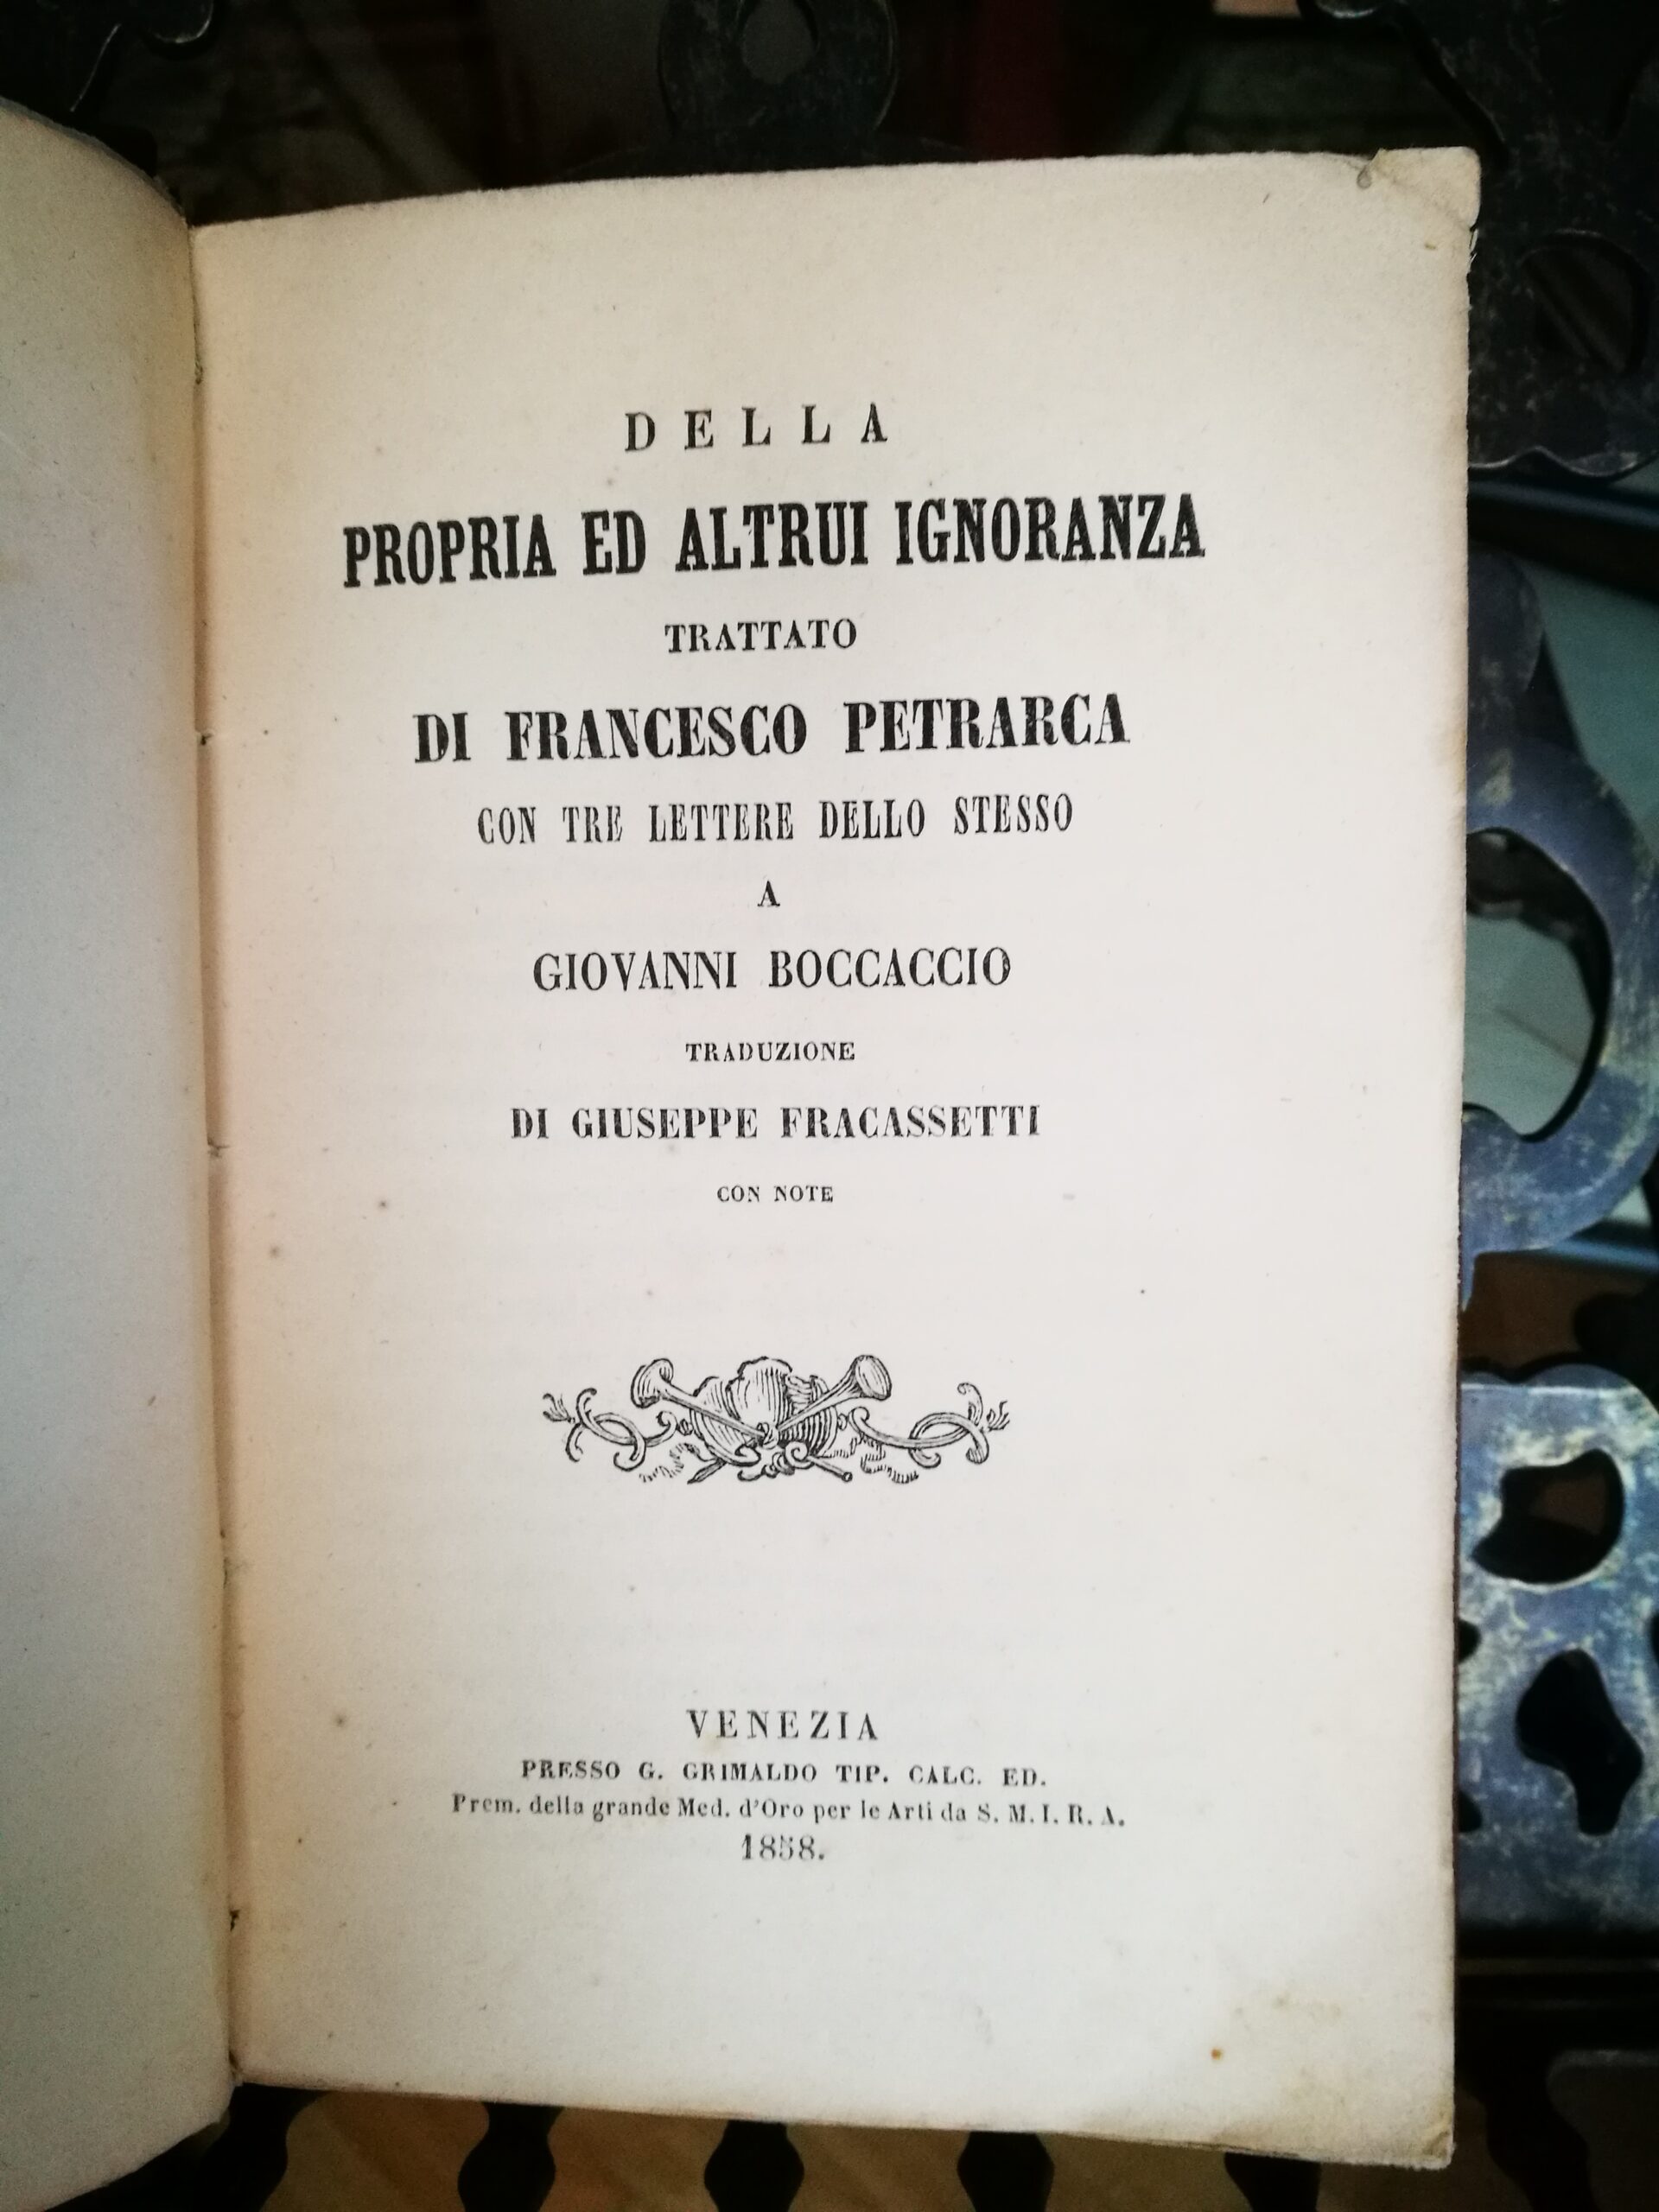 DELLA
PROPRIA ED ALTRUI IGNORANZA
TRATTATO
DI FRANCESCO PETRARCA
CON TRE LETTERE DELLO STESSO
A
GIOVANNI BOCCACCIO
TRADUZIONE
DI GIUSEPPE FRACASSETTI
CON NOTE
VENEZIA
PRESSO G. GRIMALDO TIP. CALC. ED.
Prem. della grande Med. d'Oro per le Arti da S. M. I. R. A.
1858.